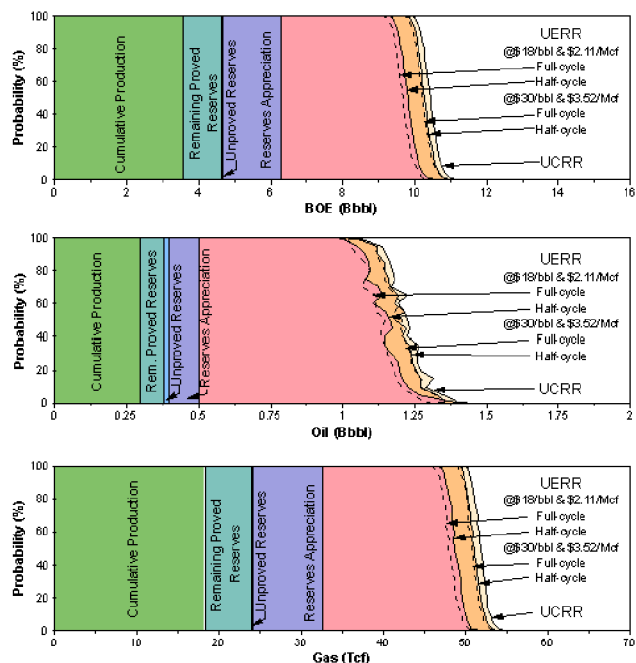 Probability (%)
100
80
60
40
20
0
Cumulative Production
Remaining Proved
Reserves
Unproved Reserves
Reserves Appreciation
UERR
@$18/bbl & $2.11/Mcf
Full-cycle
Half-cycle
@$30/bbl & $3.52/Mcf
Full-cycle
Half-cycle
UCRR
0 2 4 6 8 10 12 14 16
BOE (Bbbl)
Probability (%)
100
80
60
40
20
0
Cumulative Production
Rem. Proved Reserves
Unproved Reserves
Reserves Appreciation
UERR
@$18/bbl & $2.11/Mcf
Full-cycle
Half-cycle
@$30/bbl & $3.52/Mcf
Full-cycle
Half-cycle
UCRR
0 0.25 0.5 0.75 1 1.25 1.5 1.75 2
Oil (Bbbl)
Probability (%)
100
80
60
40
20
0
Cumulative Production
Remaining Proved
Reserves
Unproved Reserves
Reserves Appreciation
UERR
@$18/bbl & $2.11/Mcf
Full-cycle
Half-cycle
@$30/bbl & $3.52/Mcf
Full-cycle
Half-cycle
UCRR
0 10 20 30 40 50 60 70
Gas (Tcf)